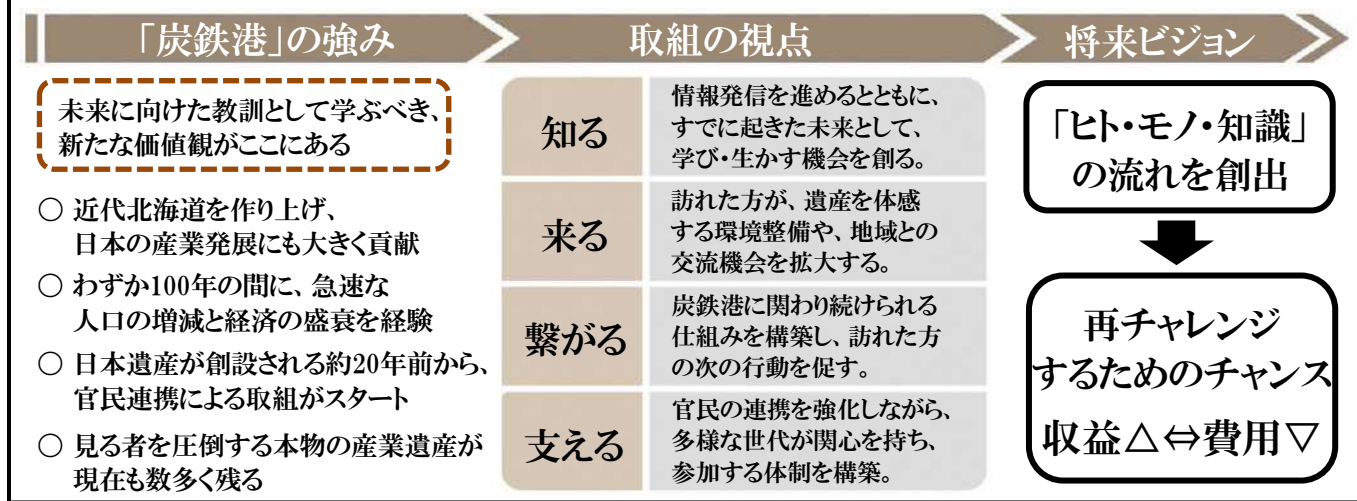 「炭鉄港」の強み
未来に向けた教訓として学ぶべき、
新たな価値観がここにある
○ 近代北海道を作り上げ、
日本の産業発展にも大きく貢献
○ わずか100年の間に、急速な
人口の増減と経済の盛衰を経験
○ 日本遺産が創設される約20年前から、
官民連携による取組がスタート
○ 見る者を圧倒する本物の産業遺産が
現在も数多く残る
取組の視点
知る
情報発信を進めるとともに、
すでに起きた未来として、
学び・生かす機会を創る。
来る
訪れた方が、遺産を体感
する環境整備や、地域との
交流機会を拡大する。
繋がる
炭鉄港に関わり続けられる
仕組みを構築し、訪れた方
の次の行動を促す。
支える
官民の連携を強化しながら、
多様な世代が関心を持ち、
参加する体制を構築。
将来ビジョン
「ヒト・モノ・知識」
の流れを創出
再チャレンジ
するためのチャンス
収益△⇔費用▽